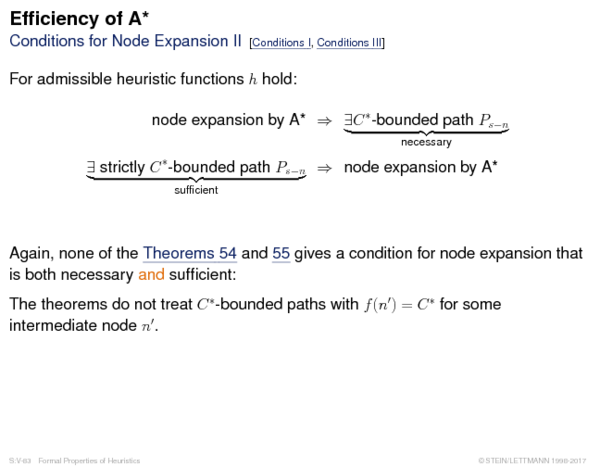 Efficiency of A*
Conditions for Node Expansion II [Conditions I, Conditions III]
For admissible heuristic functions h hold:
node expansion by A* ⇒ ∃C*-bounded path Pₛ₋ₙ
necessary
∃ strictly C*-bounded path Pₛ₋ₙ ⇒ node expansion by A*
sufficient
Again, none of the Theorems 54 and 55 gives a condition for node expansion that
is both necessary and sufficient:
The theorems do not treat C*-bounded paths with f(n′) = C* for some
intermediate node n′.
S:V-83 Formal Properties of Heuristics
© STEIN/LETTMANN 1998-2017